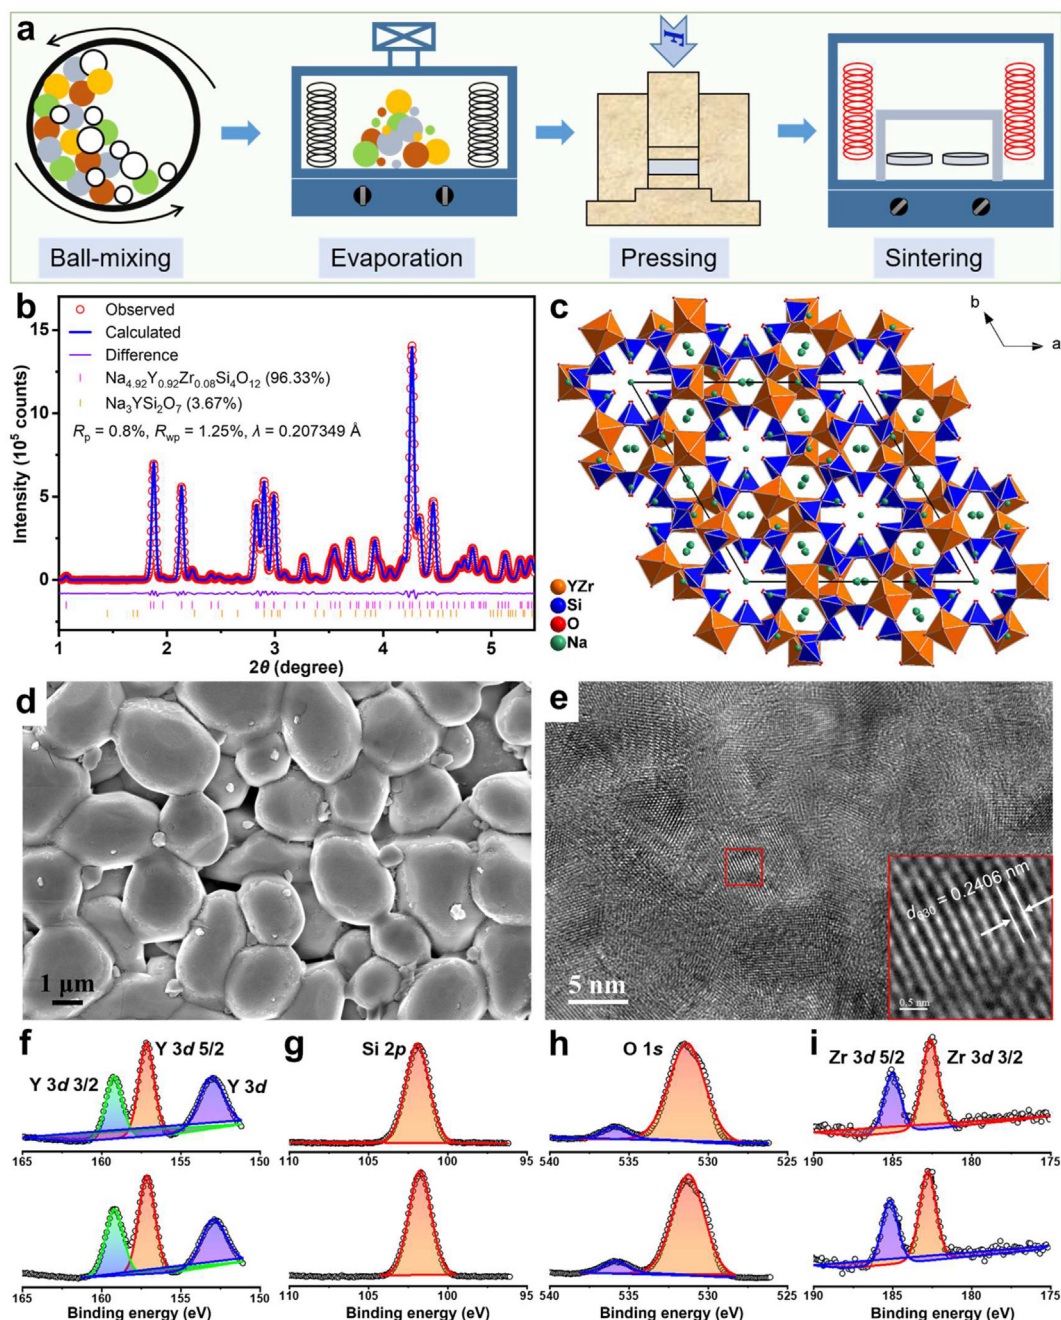 a
F
Ball-mixing
Evaporation
Pressing
Sintering
b
Observed
Calculated
Difference
Na4.92Y0.92Zr0.08Si4O12 (96.33%)
Na3YSi2O7 (3.67%)
Rp = 0.8%, Rwp = 1.25%, λ = 0.207349 Å
Intensity (10^5 counts)
15
10
5
0
1 2 3 4 5
2θ (degree)
c
b
a
YZr
Si
O
Na
d
1 μm
e
5 nm
d630 = 0.2406 nm
0.5 nm
f
Y 3d 5/2
Y 3d 3/2
Y 3d
165 160 155 150
165 160 155 150
Binding energy (eV)
g
Si 2p
110 105 100 95
110 105 100 95
Binding energy (eV)
h
O 1s
540 535 530 525
540 535 530 525
Binding energy (eV)
i
Zr 3d 5/2
Zr 3d 3/2
190 185 180 175
190 185 180 175
Binding energy (eV)